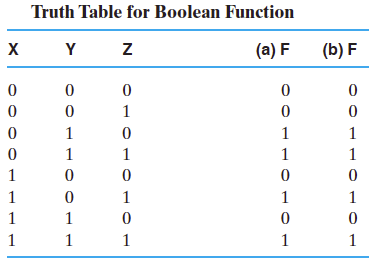 Truth Table for Boolean Function
X Y Z (a) F (b) F
0 0 0 0 0
0 0 1 0 0
0 1 0 1 1
0 1 1 1 1
1 0 0 0 0
1 0 1 1 1
1 1 0 0 0
1 1 1 1 1